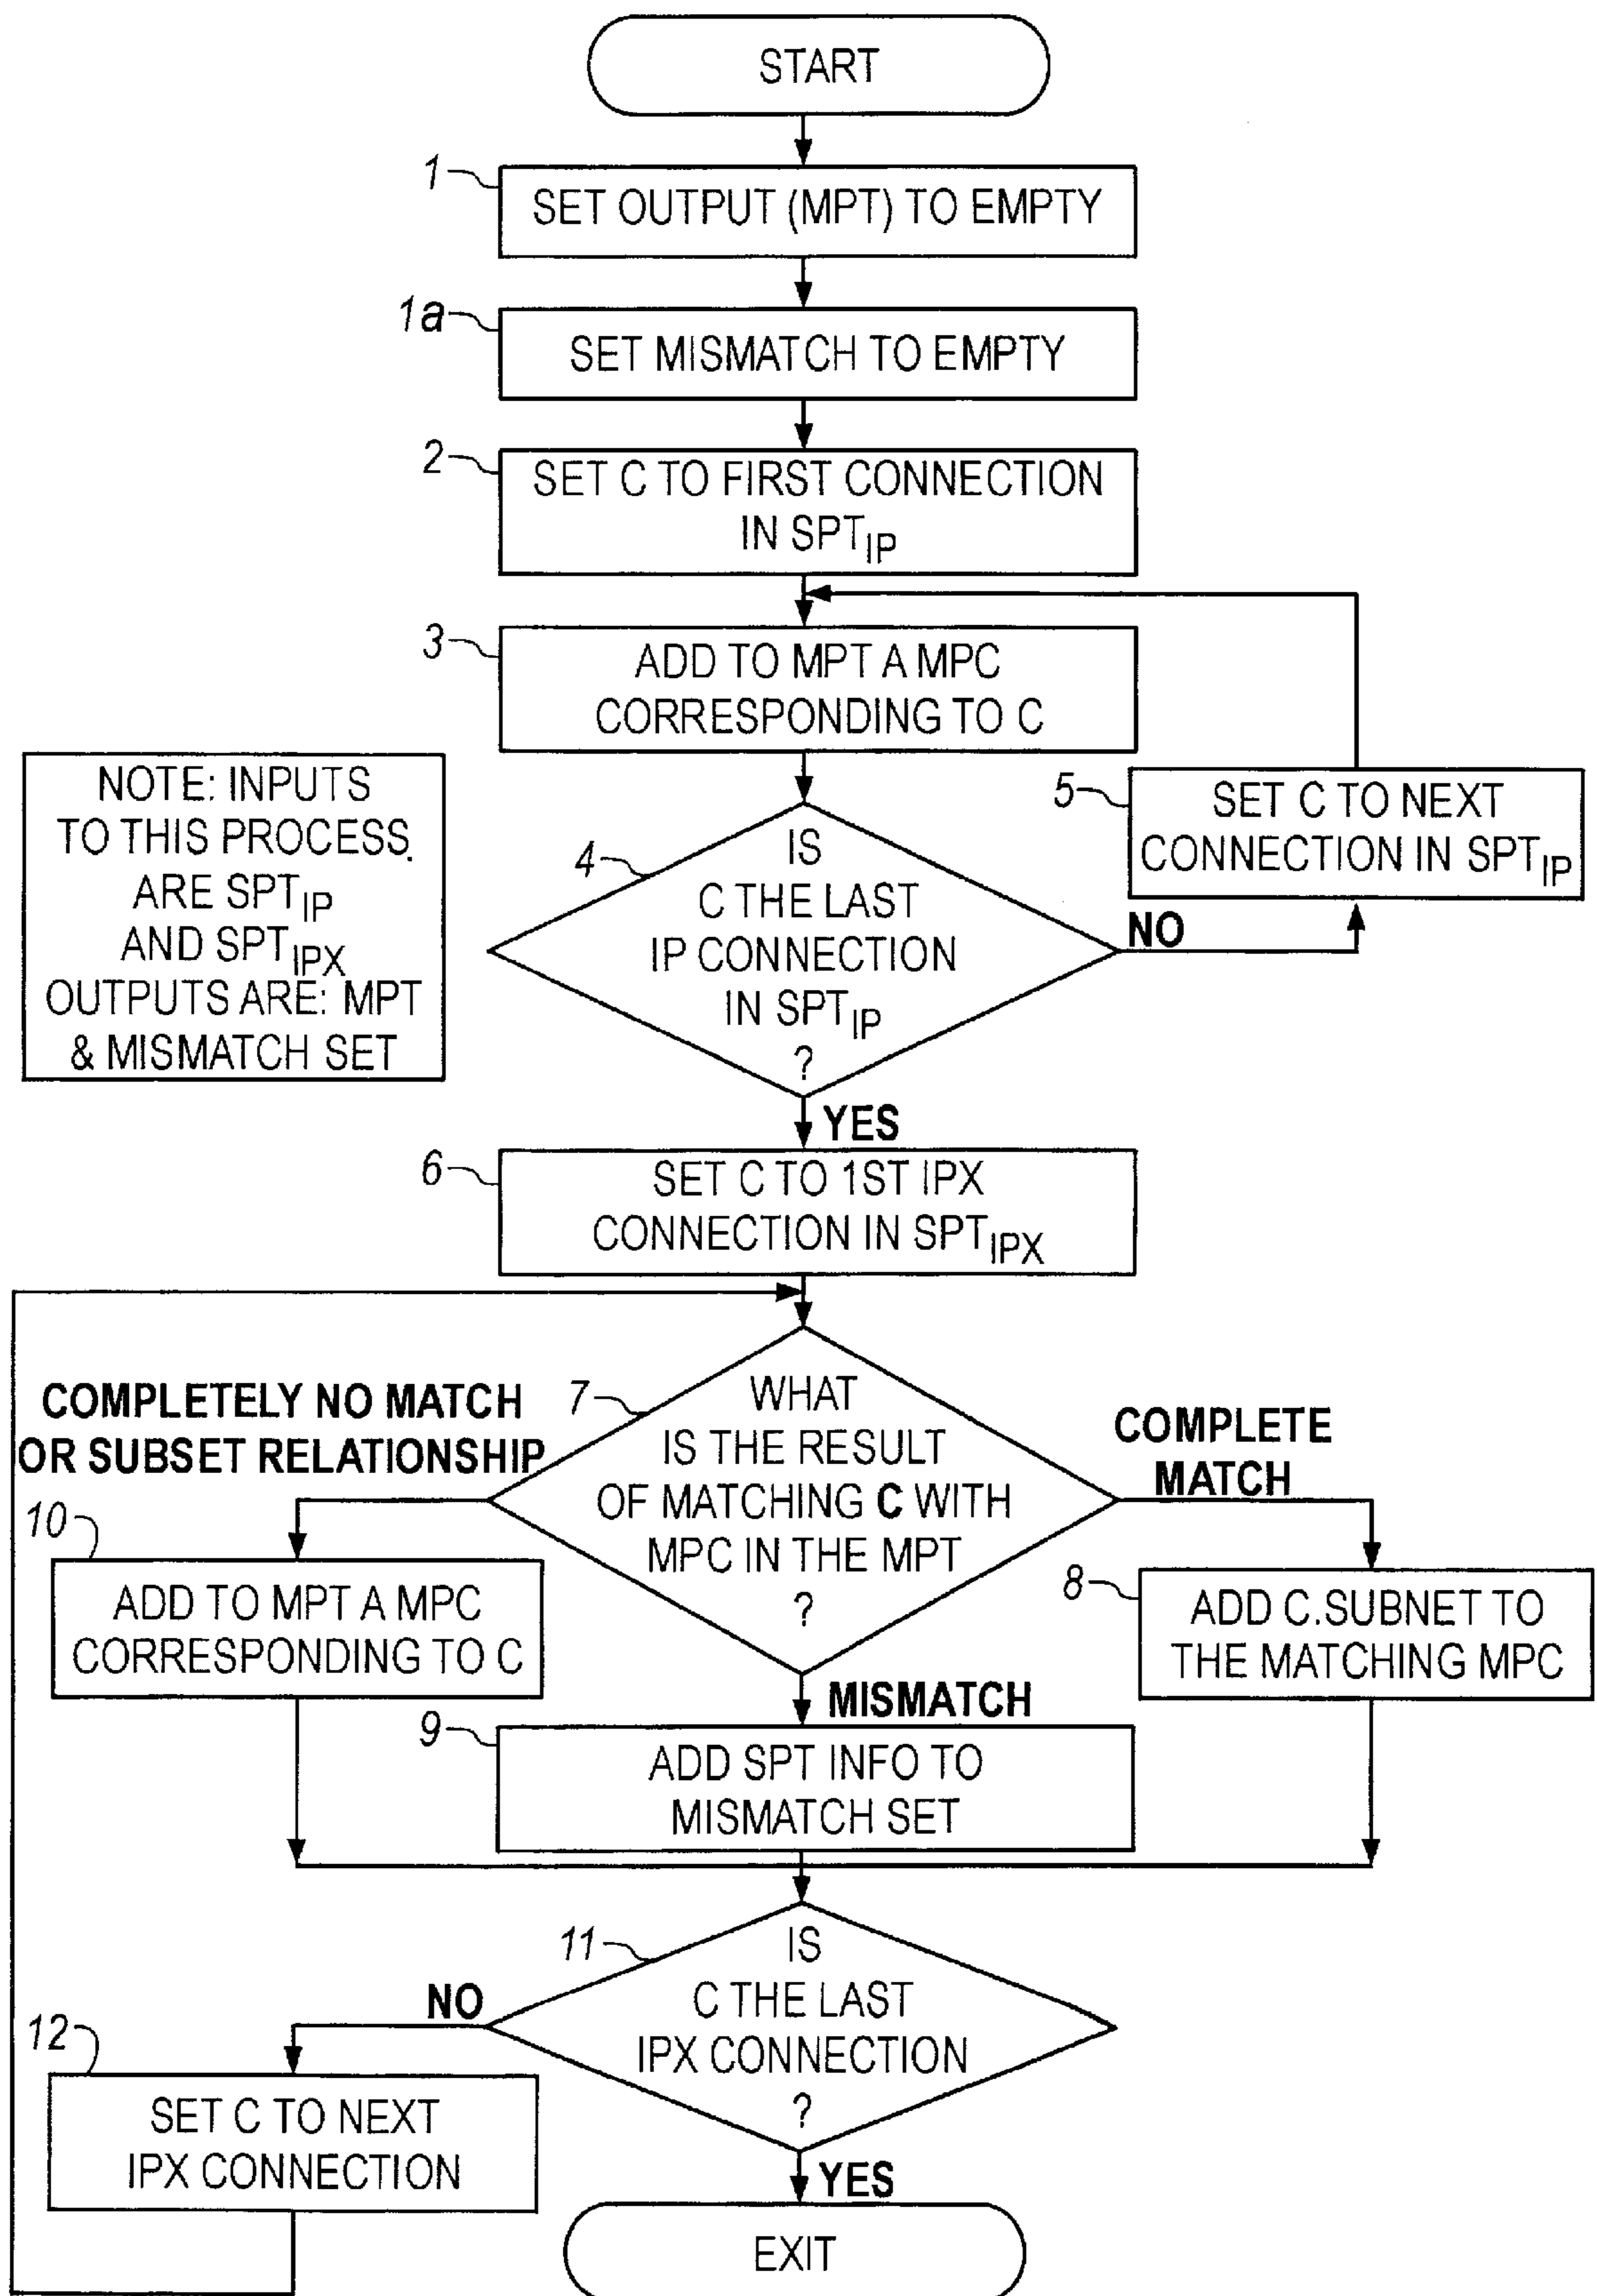 START
1
SET OUTPUT (MPT) TO EMPTY
1a
SET MISMATCH TO EMPTY
2
SET C TO FIRST CONNECTION
IN SPTIP
3
ADD TO MPT A MPC
CORRESPONDING TO C
NOTE: INPUTS
TO THIS PROCESS.
ARE SPTIP
AND SPTIPX
OUTPUTS ARE: MPT
& MISMATCH SET
4
IS
C THE LAST
IP CONNECTION
IN SPTIP
?
NO
5
SET C TO NEXT
CONNECTION IN SPTIP
YES
6
SET C TO 1ST IPX
CONNECTION IN SPTIPX
7
WHAT
IS THE RESULT
OF MATCHING C WITH
MPC IN THE MPT
?
COMPLETELY NO MATCH
OR SUBSET RELATIONSHIP
COMPLETE
MATCH
10
ADD TO MPT A MPC
CORRESPONDING TO C
8
ADD C.SUBNET TO
THE MATCHING MPC
MISMATCH
9
ADD SPT INFO TO
MISMATCH SET
11
IS
C THE LAST
IPX CONNECTION
?
NO
12
SET C TO NEXT
IPX CONNECTION
YES
EXIT